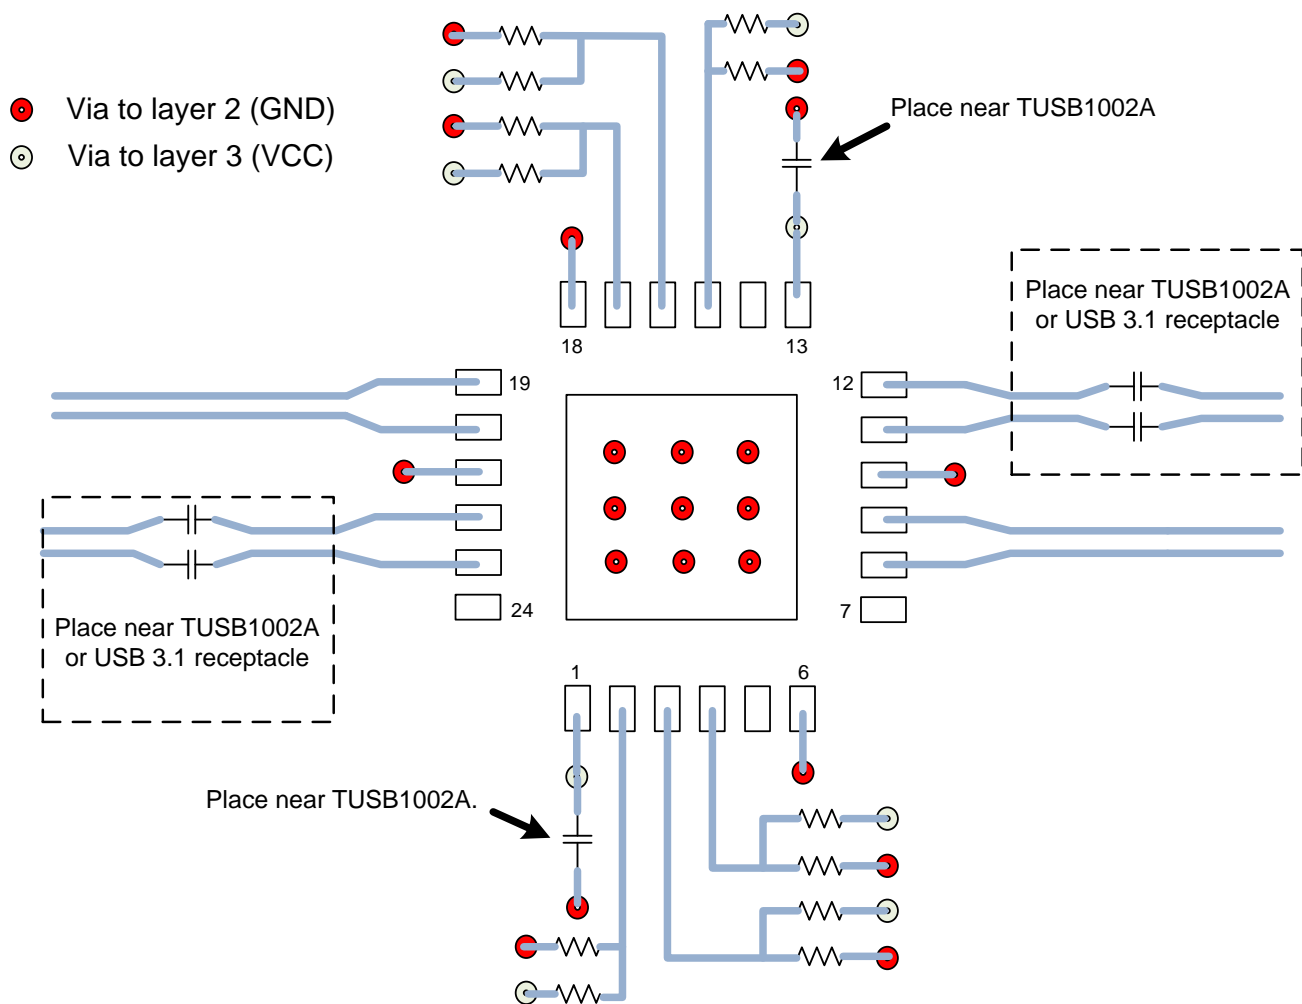 Via to layer 2 (GND)
Via to layer 3 (VCC)
Place near TUSB1002A
Place near TUSB1002A
or USB 3.1 receptacle
18
13
19
12
24
7
Place near TUSB1002A
or USB 3.1 receptacle
1
6
Place near TUSB1002A.